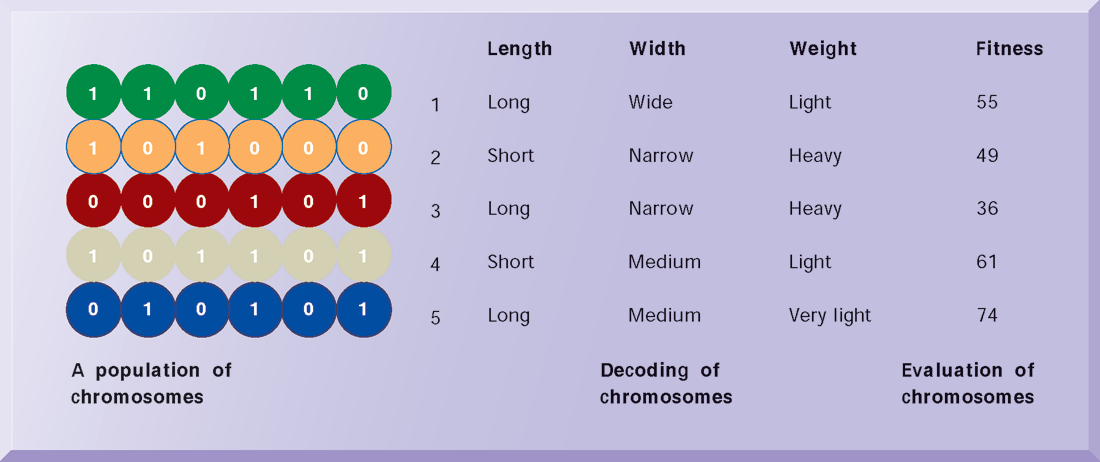 Length Width Weight Fitness
1 1 0 1 1 0 1 Long Wide Light 55
1 0 1 0 0 0 2 Short Narrow Heavy 49
0 0 0 1 0 1 3 Long Narrow Heavy 36
1 0 1 1 0 1 4 Short Medium Light 61
0 1 0 1 0 1 5 Long Medium Very light 74
A population of Decoding of Evaluation of
chromosomes chromosomes chromosomes